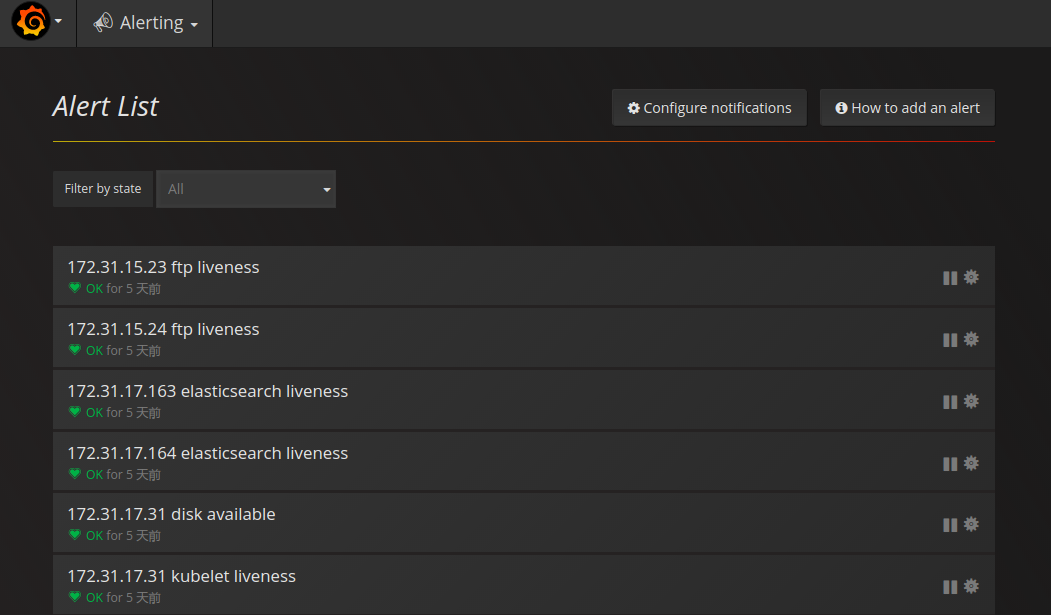 Alerting
Alert List
Configure notifications
How to add an alert
Filter by state
All
172.31.15.23 ftp liveness
OK for 5 天前
172.31.15.24 ftp liveness
OK for 5 天前
172.31.17.163 elasticsearch liveness
OK for 5 天前
172.31.17.164 elasticsearch liveness
OK for 5 天前
172.31.17.31 disk available
OK for 5 天前
172.31.17.31 kubelet liveness
OK for 5 天前